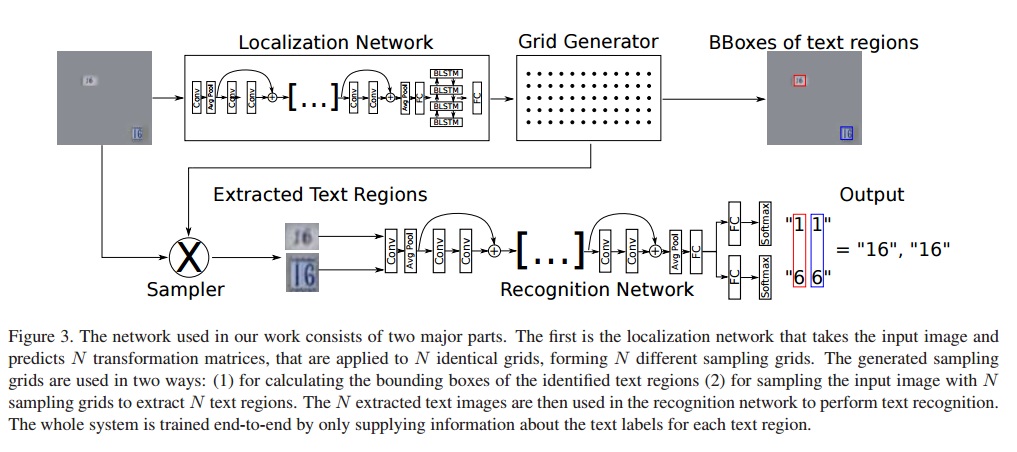 Localization Network
Grid Generator
BBoxes of text regions
16
16
Conv
Avg Pool
Conv
Conv
+
[...]
Conv
Conv
+
Avg Pool
FC
BLSTM
BLSTM
BLSTM
BLSTM
FC
16
16
Extracted Text Regions
Output
X
Sampler
16
16
Conv
Avg Pool
Conv
Conv
+
[...]
Conv
Conv
+
Avg Pool
FC
FC
Softmax
FC
Softmax
"1 1"
"6 6"
= "16", "16"
Recognition Network
Figure 3. The network used in our work consists of two major parts. The first is the localization network that takes the input image and
predicts N transformation matrices, that are applied to N identical grids, forming N different sampling grids. The generated sampling
grids are used in two ways: (1) for calculating the bounding boxes of the identified text regions (2) for sampling the input image with N
sampling grids to extract N text regions. The N extracted text images are then used in the recognition network to perform text recognition.
The whole system is trained end-to-end by only supplying information about the text labels for each text region.